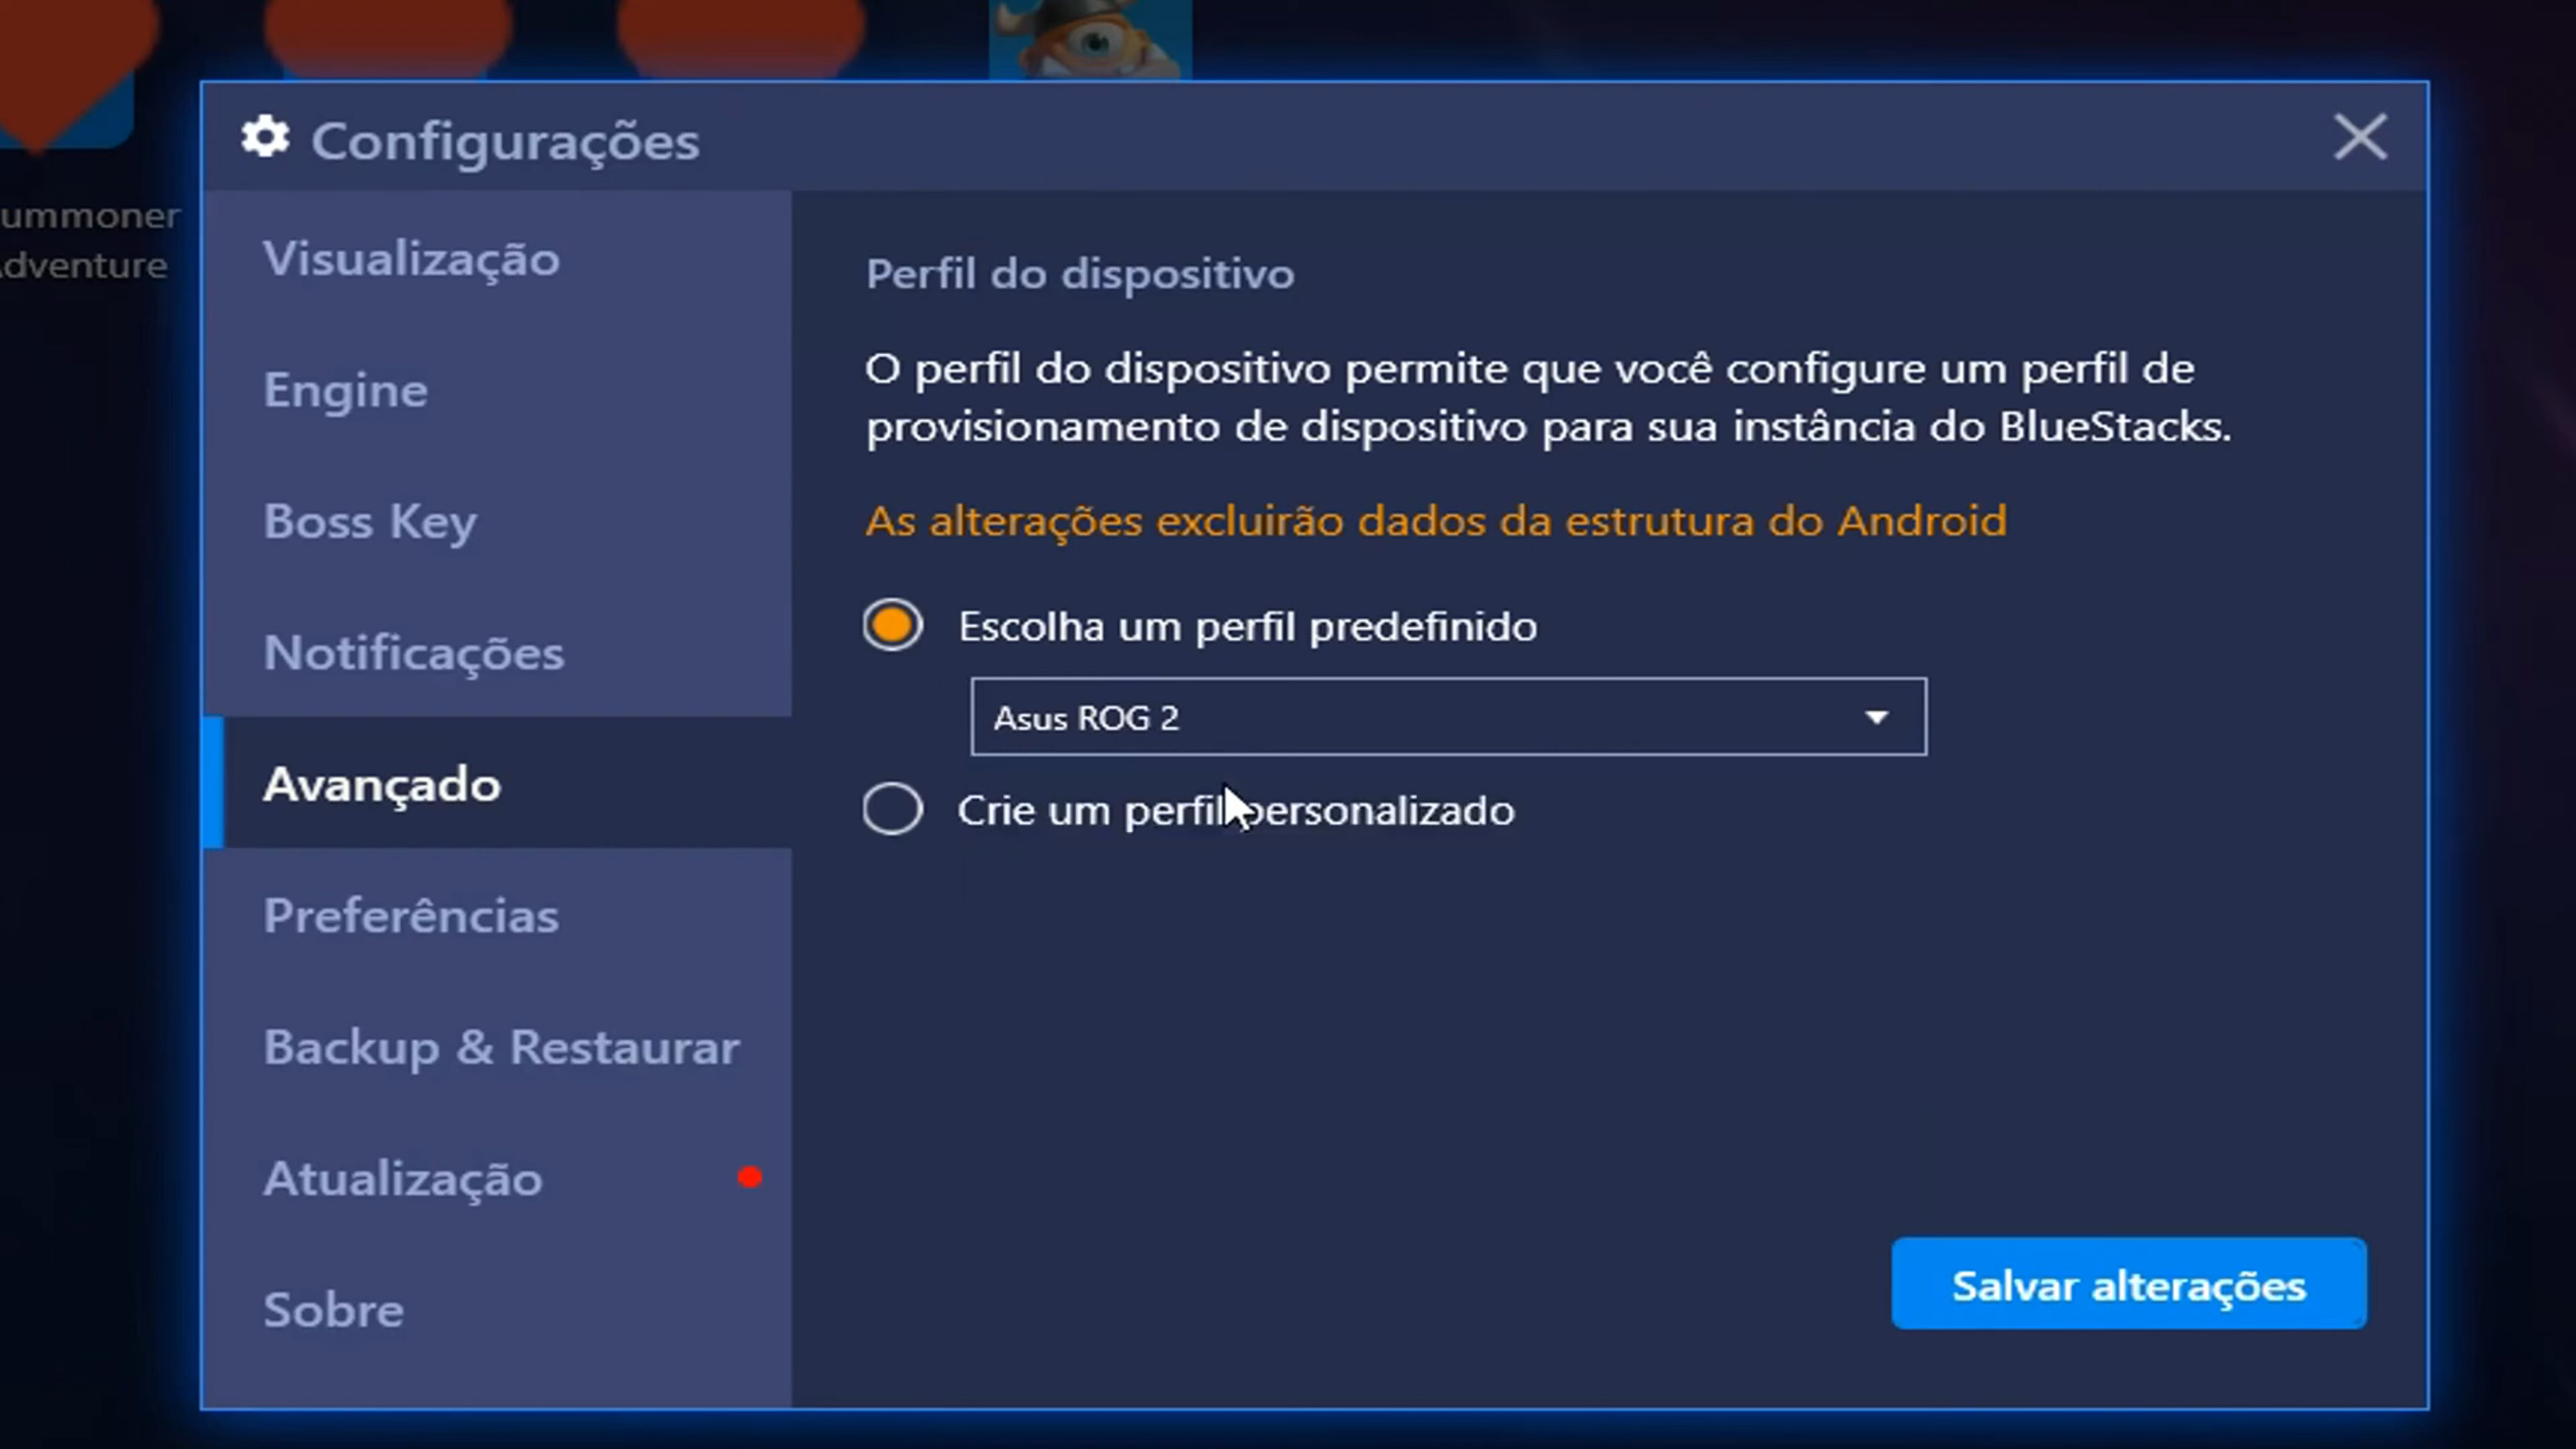 ummoner
Adventure
Configurações
Visualização
Engine
Boss Key
Notificações
Avançado
Preferências
Backup & Restaurar
Atualização
Sobre
Perfil do dispositivo
O perfil do dispositivo permite que você configure um perfil de
provisionamento de dispositivo para sua instância do BlueStacks.
As alterações excluirão dados da estrutura do Android
Escolha um perfil predefinido
Asus ROG 2
Crie um perfil personalizado
Salvar alterações